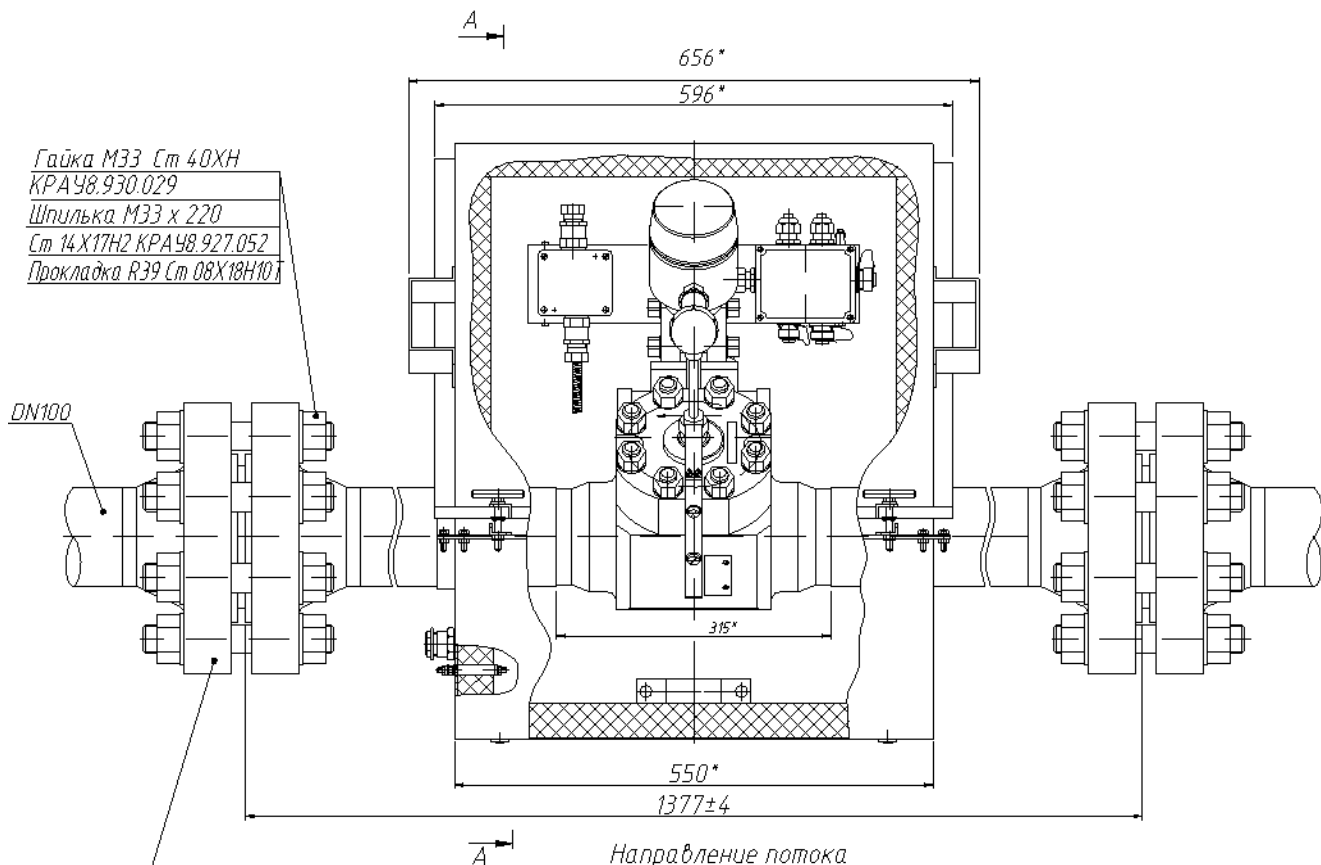 А
656*
596*
Гайка М33 Ст 40ХН
КРАУ8.930.029
Шпилька М33 х 220
Ст 14Х17Н2 КРАУ8.927.052
Прокладка R39 Ст 08Х18Н10Т
DN100
315*
550*
1377±4
А
Направление потока